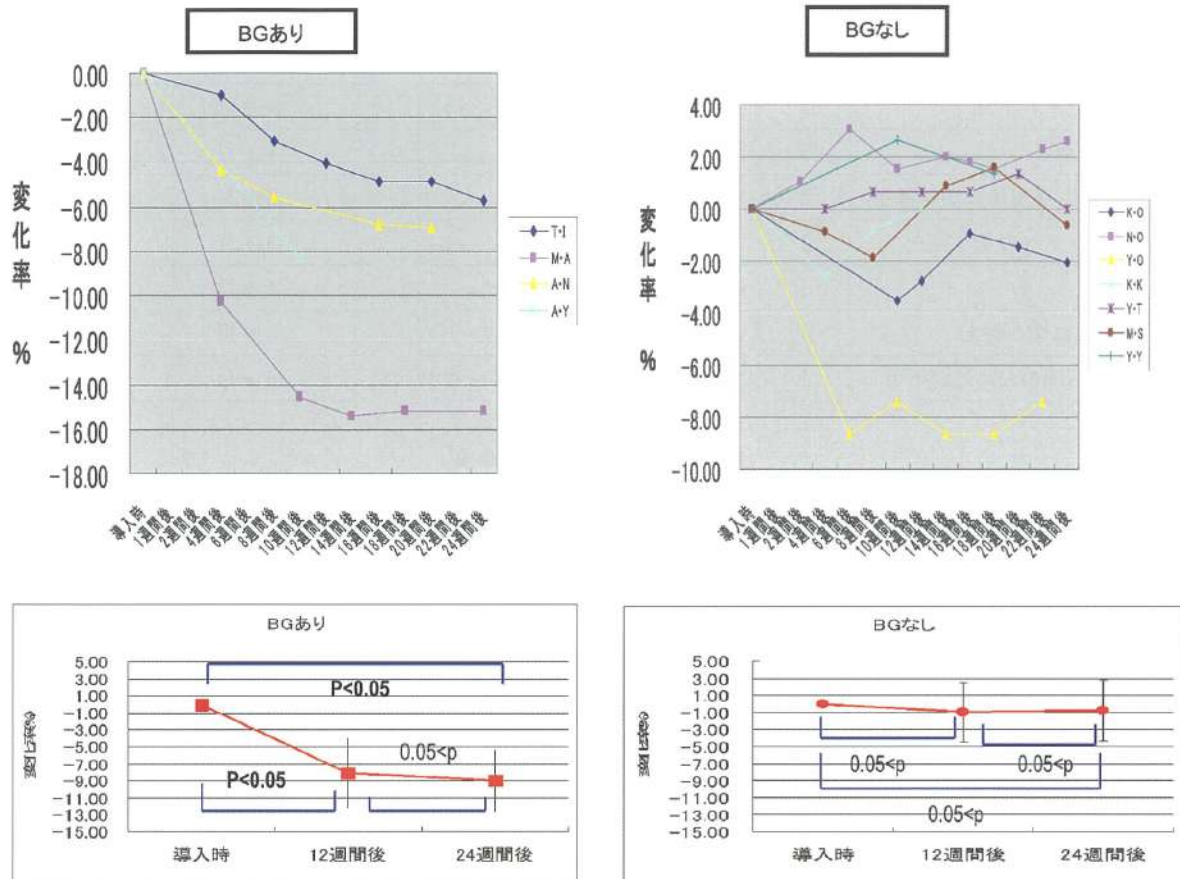 BGあり
0.00
-2.00
-4.00
-6.00
-8.00
-10.00
-12.00
-14.00
-16.00
-18.00
変化率 %
T・I
M・A
A・N
A・Y
導入時
1週間後
2週間後
4週間後
6週間後
8週間後
10週間後
12週間後
14週間後
16週間後
18週間後
20週間後
22週間後
24週間後
BGなし
4.00
2.00
0.00
-2.00
-4.00
-6.00
-8.00
-10.00
変化率 %
K・O
N・O
Y・O
K・K
Y・T
M・S
Y・Y
導入時
1週間後
2週間後
4週間後
6週間後
8週間後
10週間後
12週間後
14週間後
16週間後
18週間後
20週間後
22週間後
24週間後
BGあり
5.00
3.00
1.00
-1.00
-3.00
-5.00
-7.00
-9.00
-11.00
-13.00
-15.00
P<0.05
0.05<p
P<0.05
導入時 12週間後 24週間後
BGなし
5.00
3.00
1.00
-1.00
-3.00
-5.00
-7.00
-9.00
-11.00
-13.00
-15.00
0.05<p 0.05<p
0.05<p
導入時 12週間後 24週間後